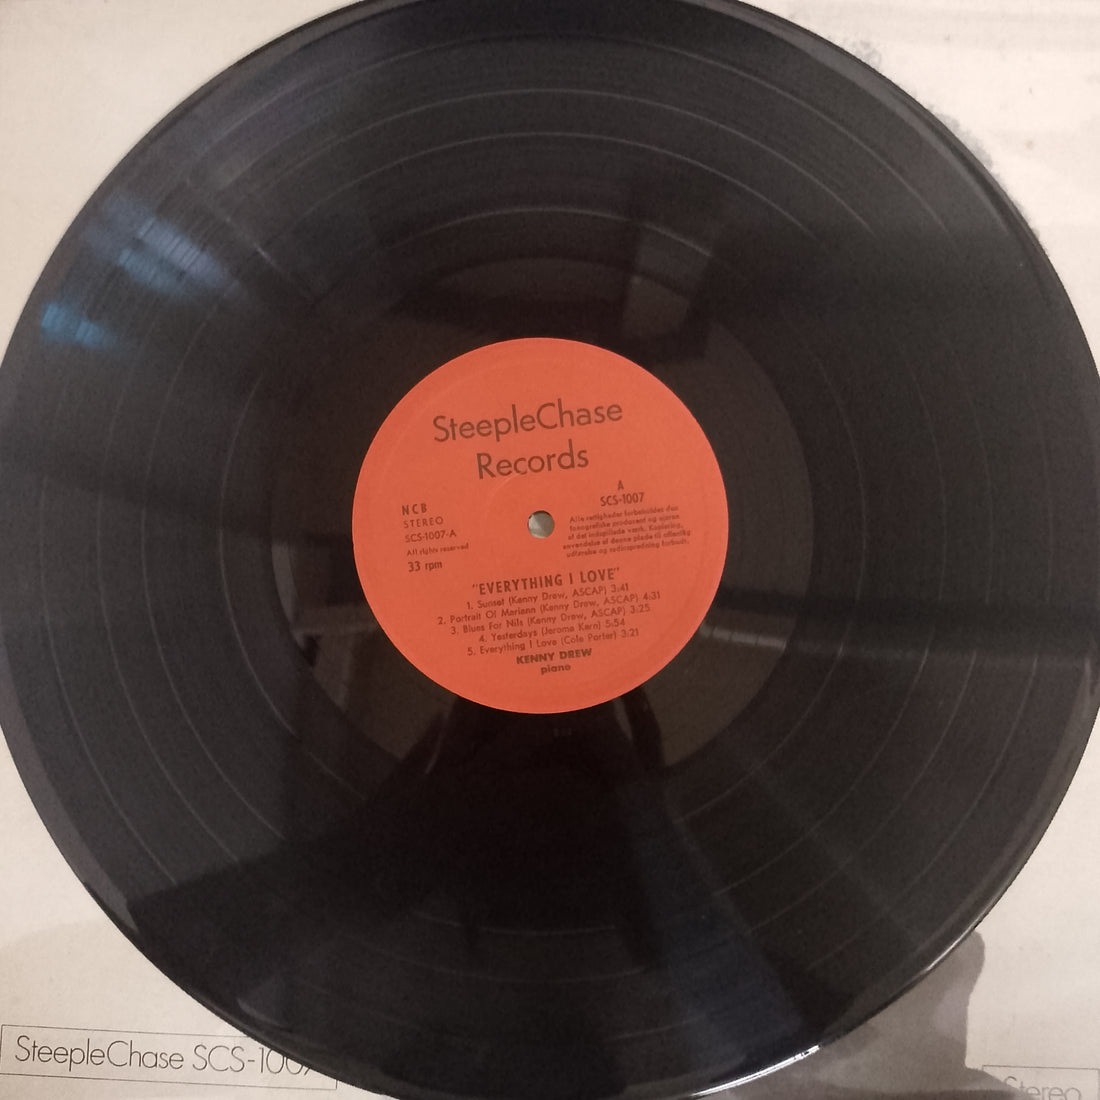 SteepleChase
Records
NCB
STEREO
SCS-1007-A
All rights reserved
33 rpm
A
SCS-1007
Alle rettigheder forbeholdes den
fonografiske producent og ejeren
af det indspillede værk. Kopiering,
anvendelse af denne plade til offentlig
udførelse og radiospredning forbudt.
"EVERYTHING I LOVE"
1. Sunset (Kenny Drew, ASCAP) 3:41
2. Portrait Of Mariann (Kenny Drew, ASCAP) 4:31
3. Blues For Nils (Kenny Drew, ASCAP) 3:25
4. Yesterdays (Jerome Kern) 5:54
5. Everything I Love (Cole Porter) 3:21
KENNY DREW
piano
SteepleChase SCS-1007
Stereo